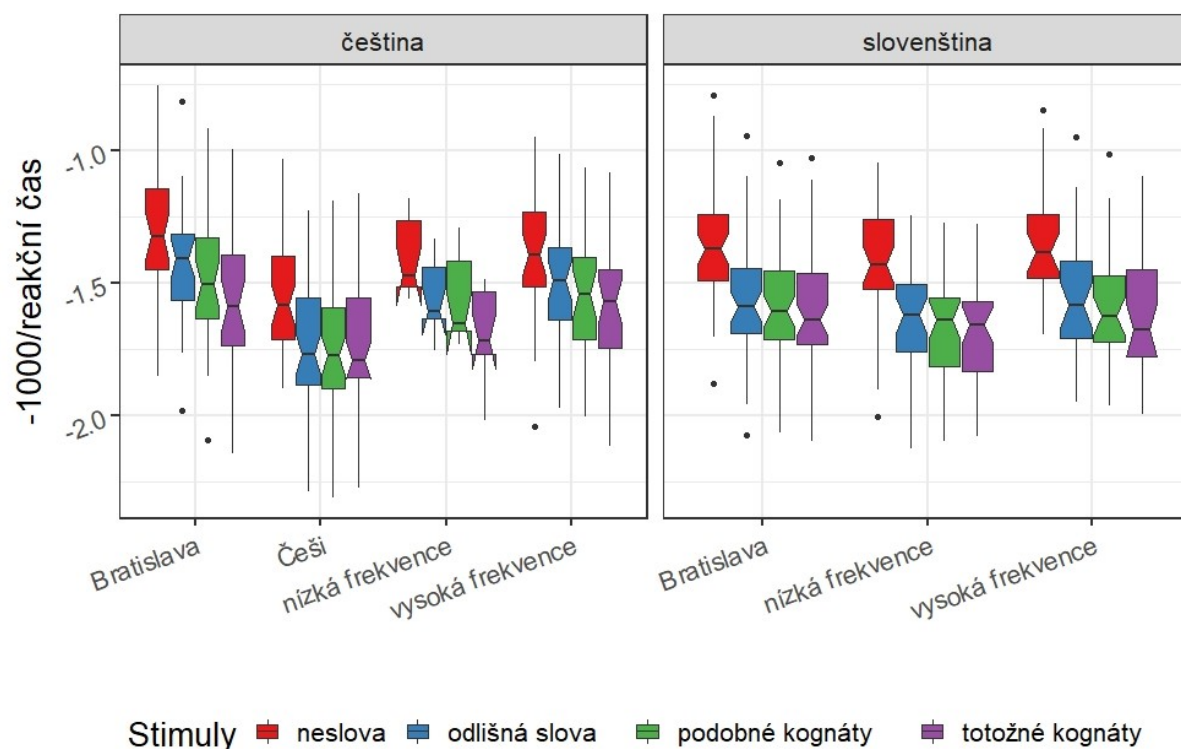 čeština
slovenština
-1000/reakční čas
-1.0
-1.5
-2.0
Bratislava
Češi
nízká frekvence
vysoká frekvence
Bratislava
nízká frekvence
vysoká frekvence
Stimuly neslova odlišná slova podobné kognáty totožné kognáty